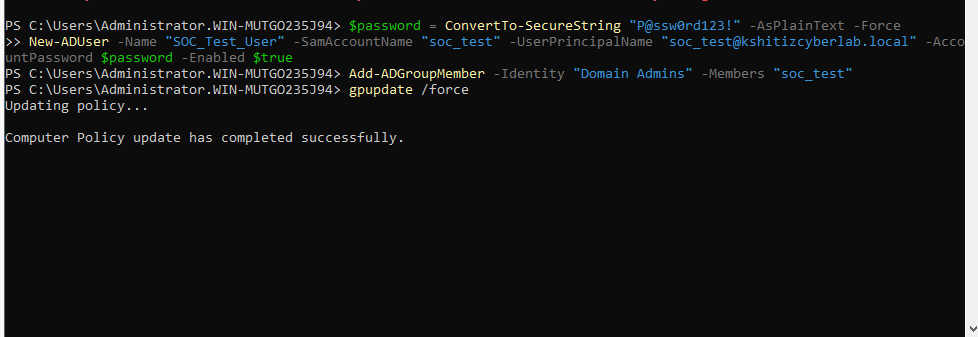 PS C:\Users\Administrator.WIN-MUTGO235J94> $password = ConvertTo-SecureString "P@ssw0rd123!" -AsPlainText -Force
>> New-ADUser -Name "SOC_Test_User" -SamAccountName "soc_test" -UserPrincipalName "soc_test@kshitizcyberlab.local" -Acco
untPassword $password -Enabled $true
PS C:\Users\Administrator.WIN-MUTGO235J94> Add-ADGroupMember -Identity "Domain Admins" -Members "soc_test"
PS C:\Users\Administrator.WIN-MUTGO235J94> gpupdate /force
Updating policy...
Computer Policy update has completed successfully.